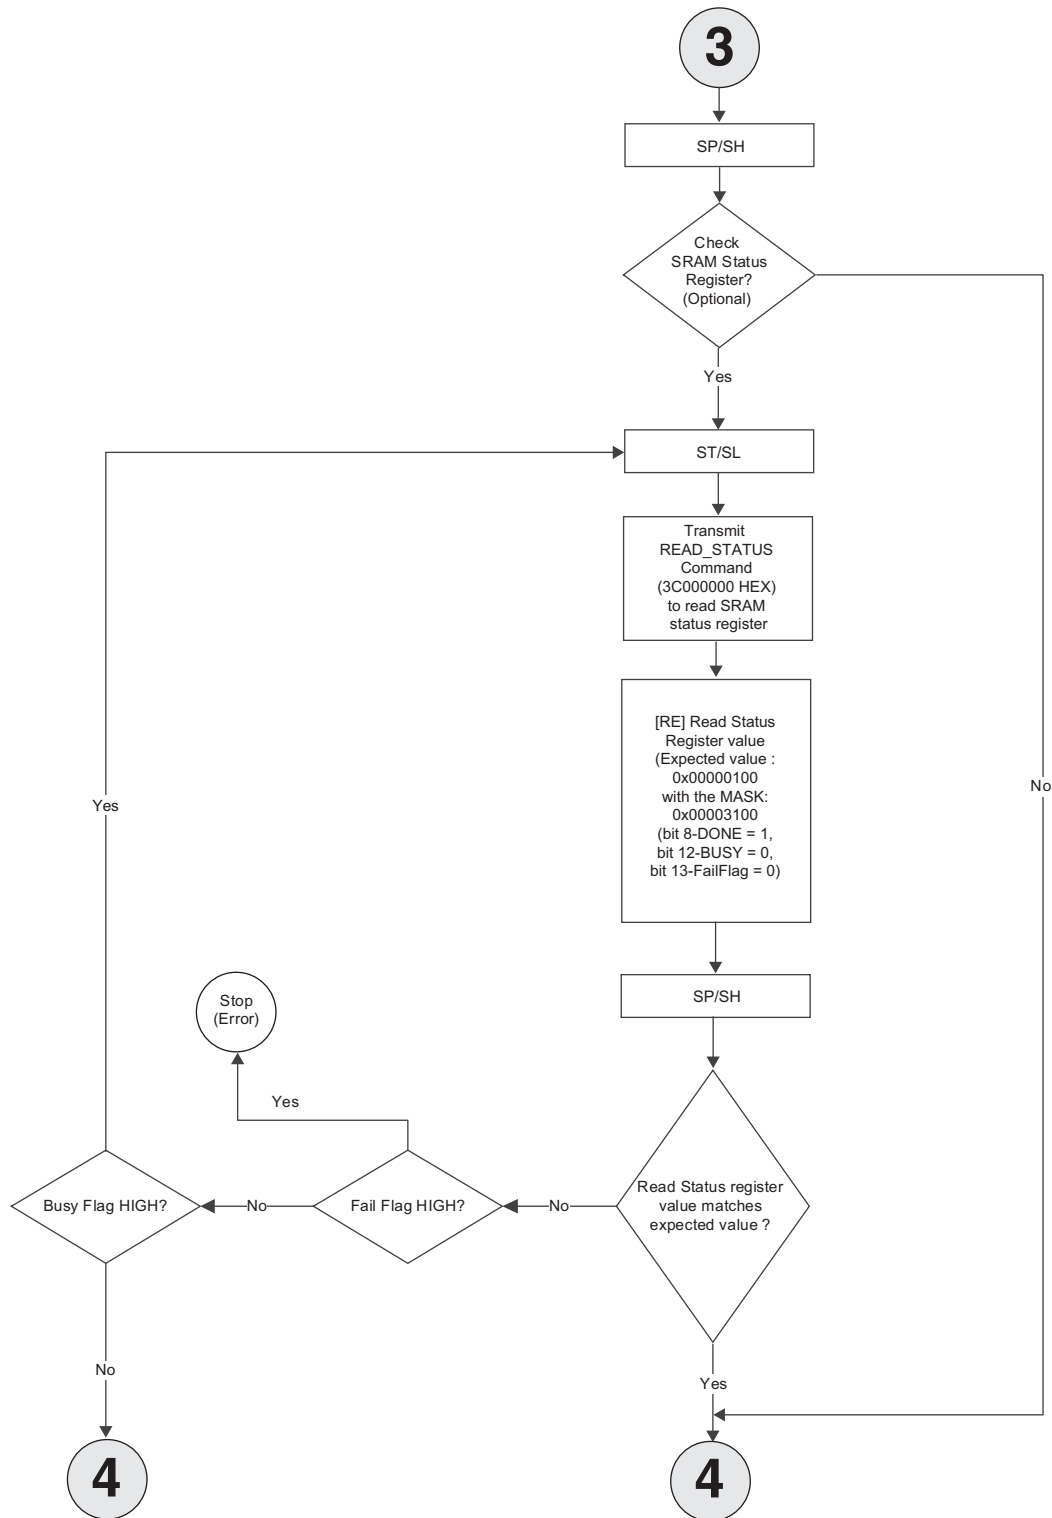 3
SP/SH
Check
SRAM Status
Register?
(Optional)
Yes
ST/SL
Transmit
READ_STATUS
Command
(3C000000 HEX)
to read SRAM
status register
[RE] Read Status
Register value
(Expected value :
0x00000100
with the MASK:
0x00003100
(bit 8-DONE = 1,
bit 12-BUSY = 0,
bit 13-FailFlag = 0)
No
Yes
SP/SH
Stop
(Error)
Yes
Read Status register
value matches
expected value ?
No
Fail Flag HIGH?
No
Busy Flag HIGH?
No
Yes
4
4